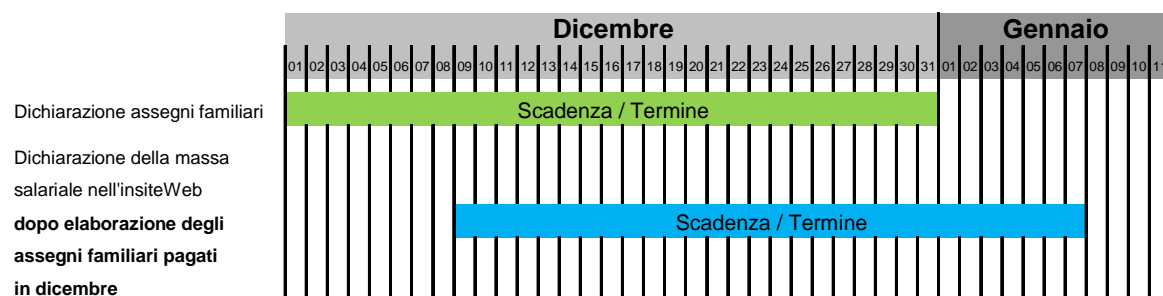 Dicembre Gennaio
01 02 03 04 05 06 07 08 09 10 11 12 13 14 15 16 17 18 19 20 21 22 23 24 25 26 27 28 29 30 31 01 02 03 04 05 06 07 08 09 10 11
Dichiarazione assegni familiari Scadenza / Termine
Dichiarazione della massa
salariale nell'insiteWeb
dopo elaborazione degli Scadenza / Termine
assegni familiari pagati
in dicembre